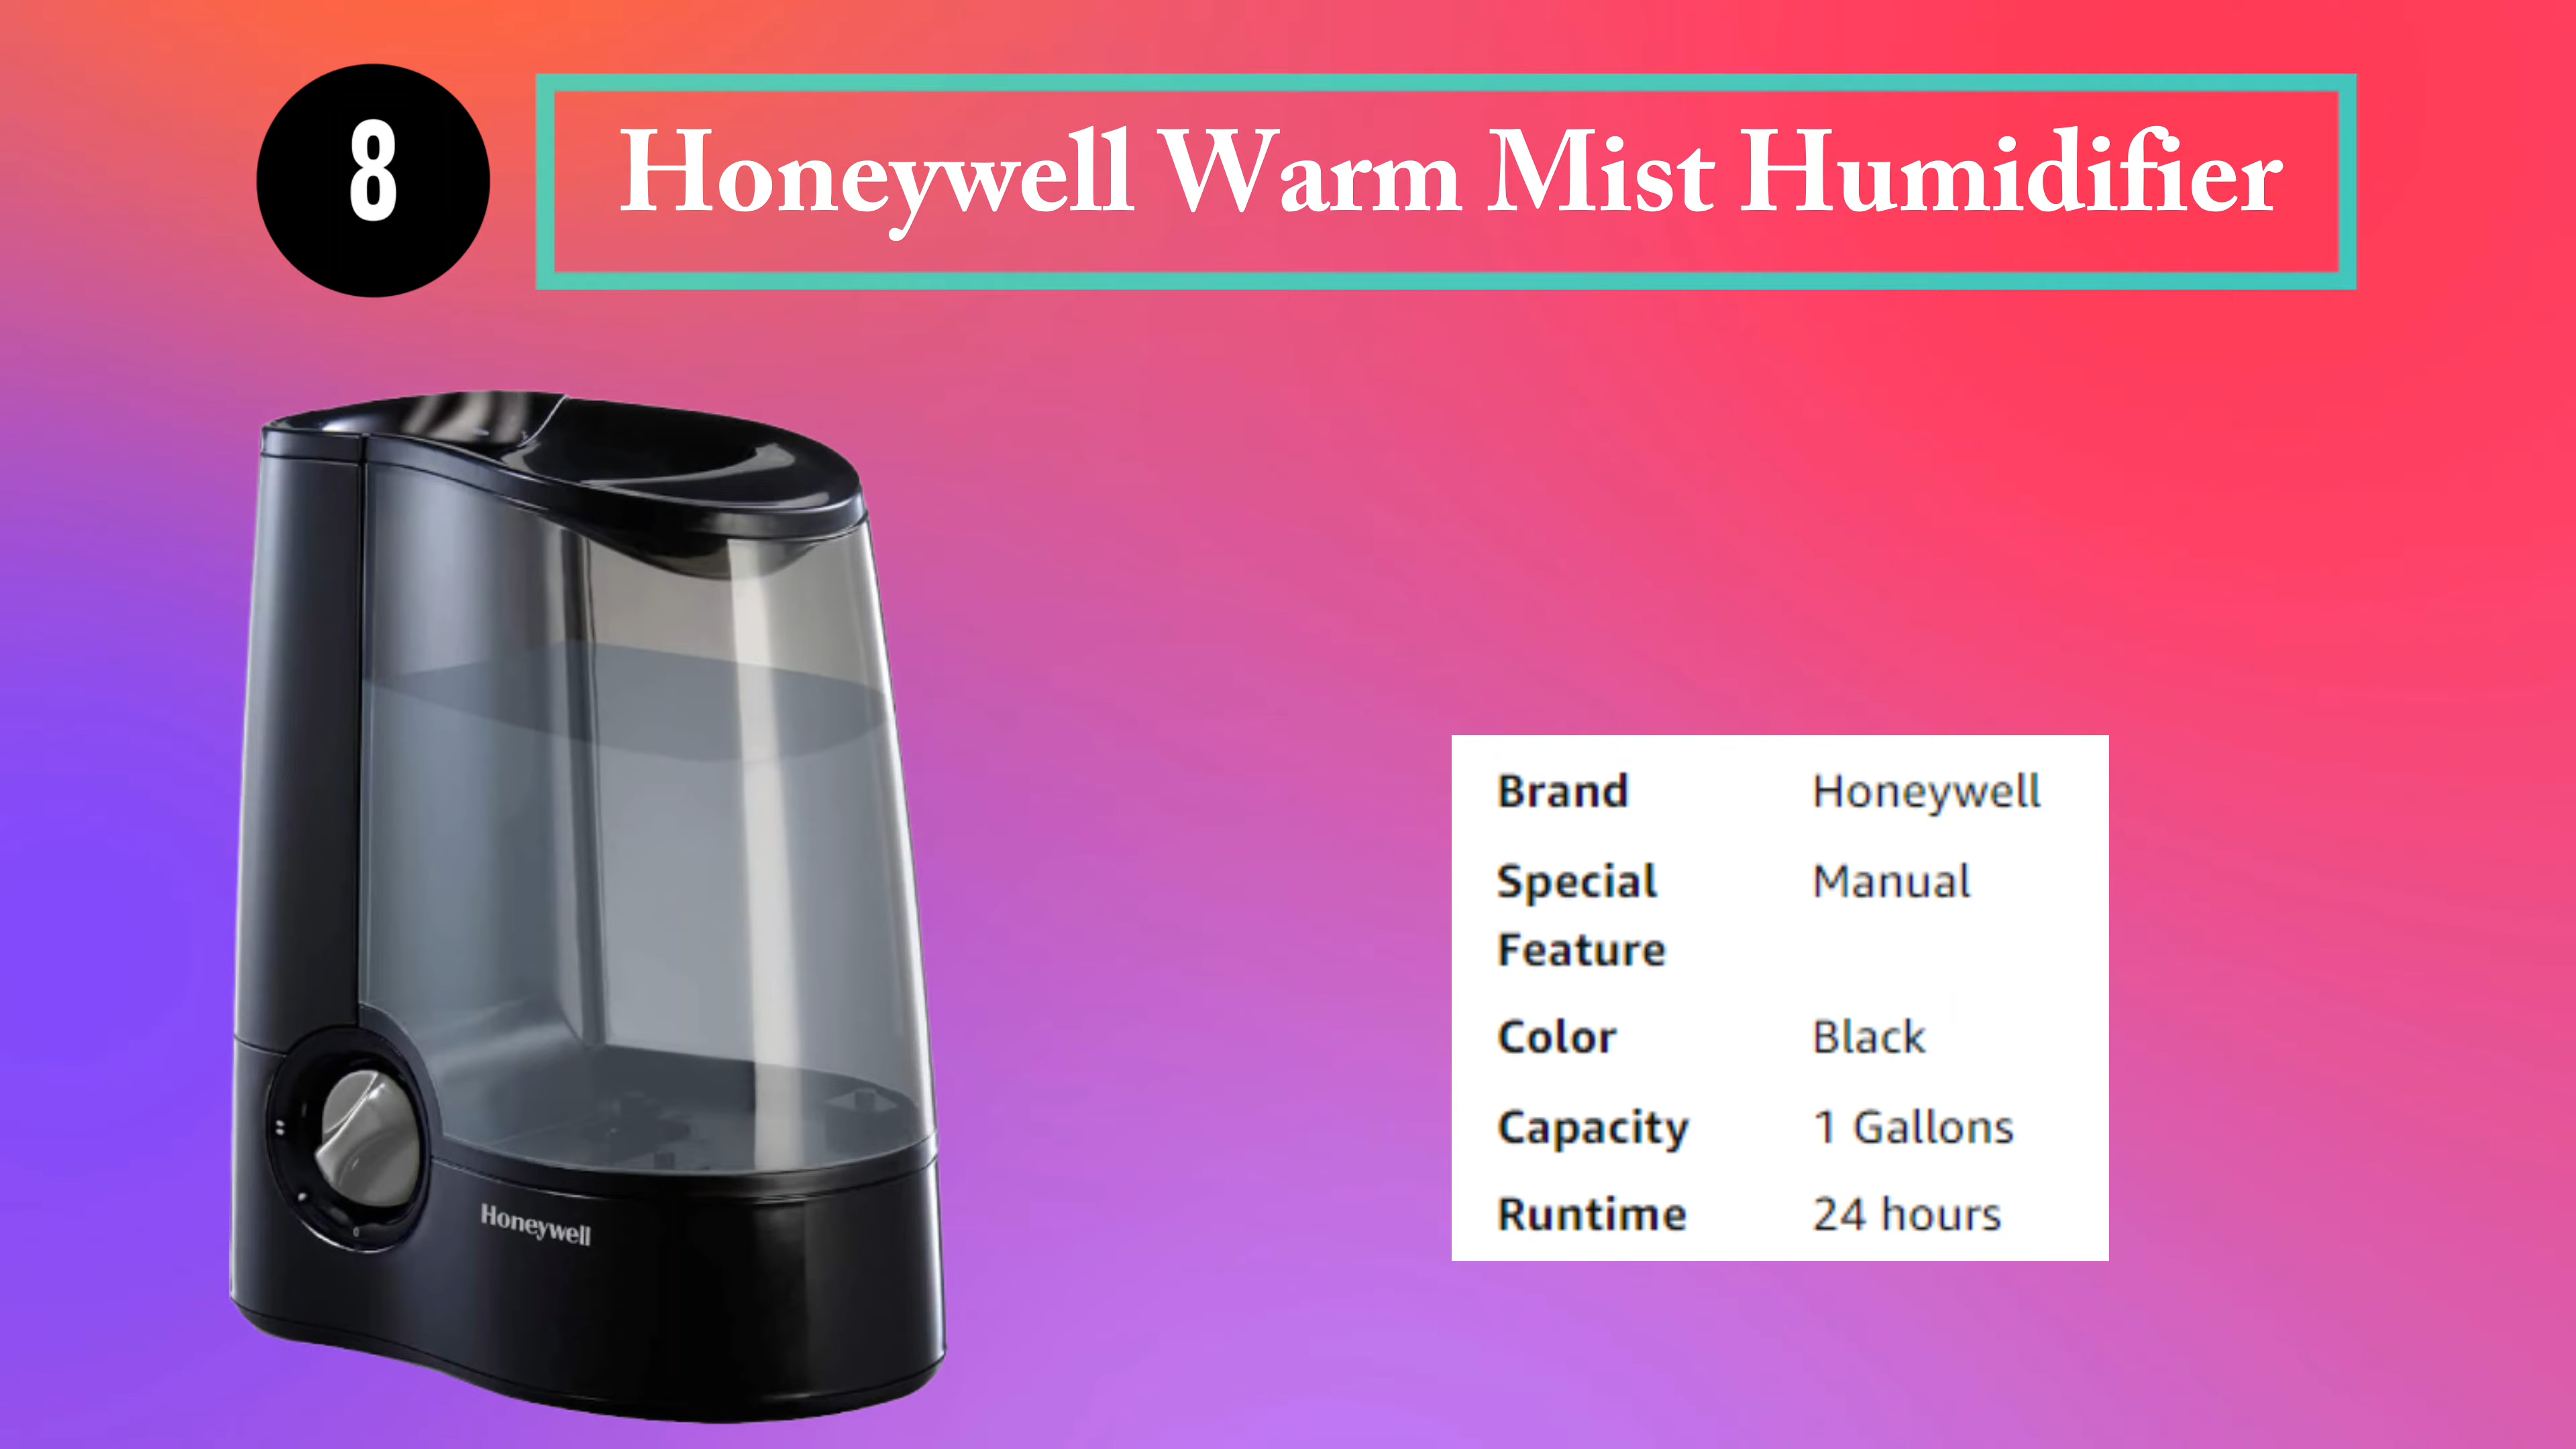 8
Honeywell Warm Mist Humidifier
Brand Honeywell
Special Manual
Feature
Color Black
Capacity 1 Gallons
Runtime 24 hours
0
Honeywell